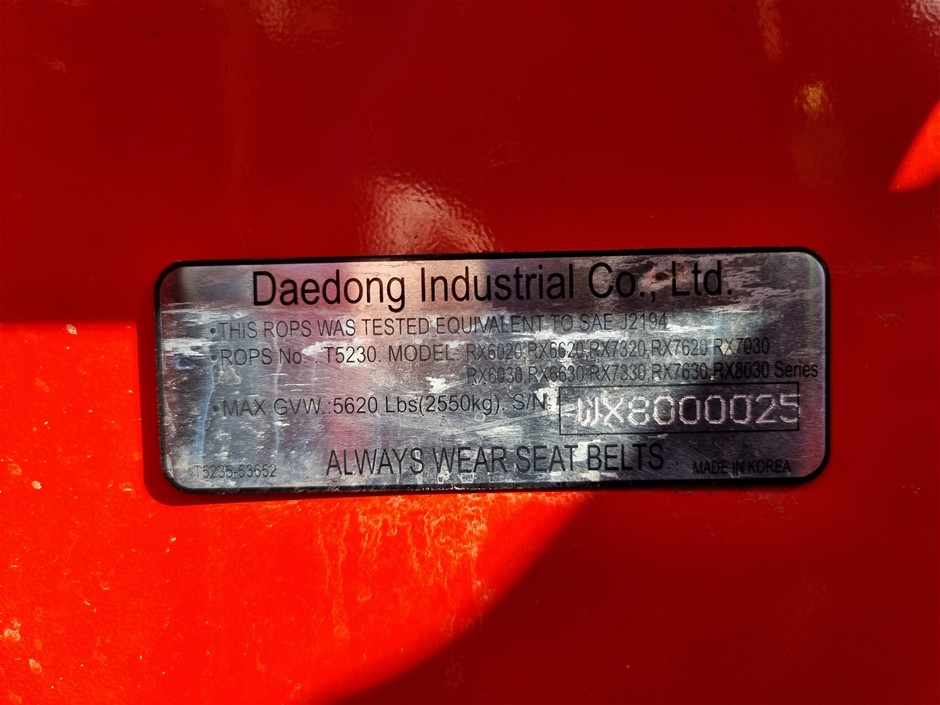 Daedong Industrial Co., Ltd.
•THIS ROPS WAS TESTED EQUIVALENT TO SAE J2194
•ROPS No. T5230. MODEL: RX6020,RX6620,RX7320,RX7620 RX7030
RX6030,RX6630,RX7330,RX7630,RX8030 Series
•MAX GVW.:5620 Lbs(2550kg). S/N: WX8000025
T5235-53652
ALWAYS WEAR SEAT BELTS
MADE IN KOREA